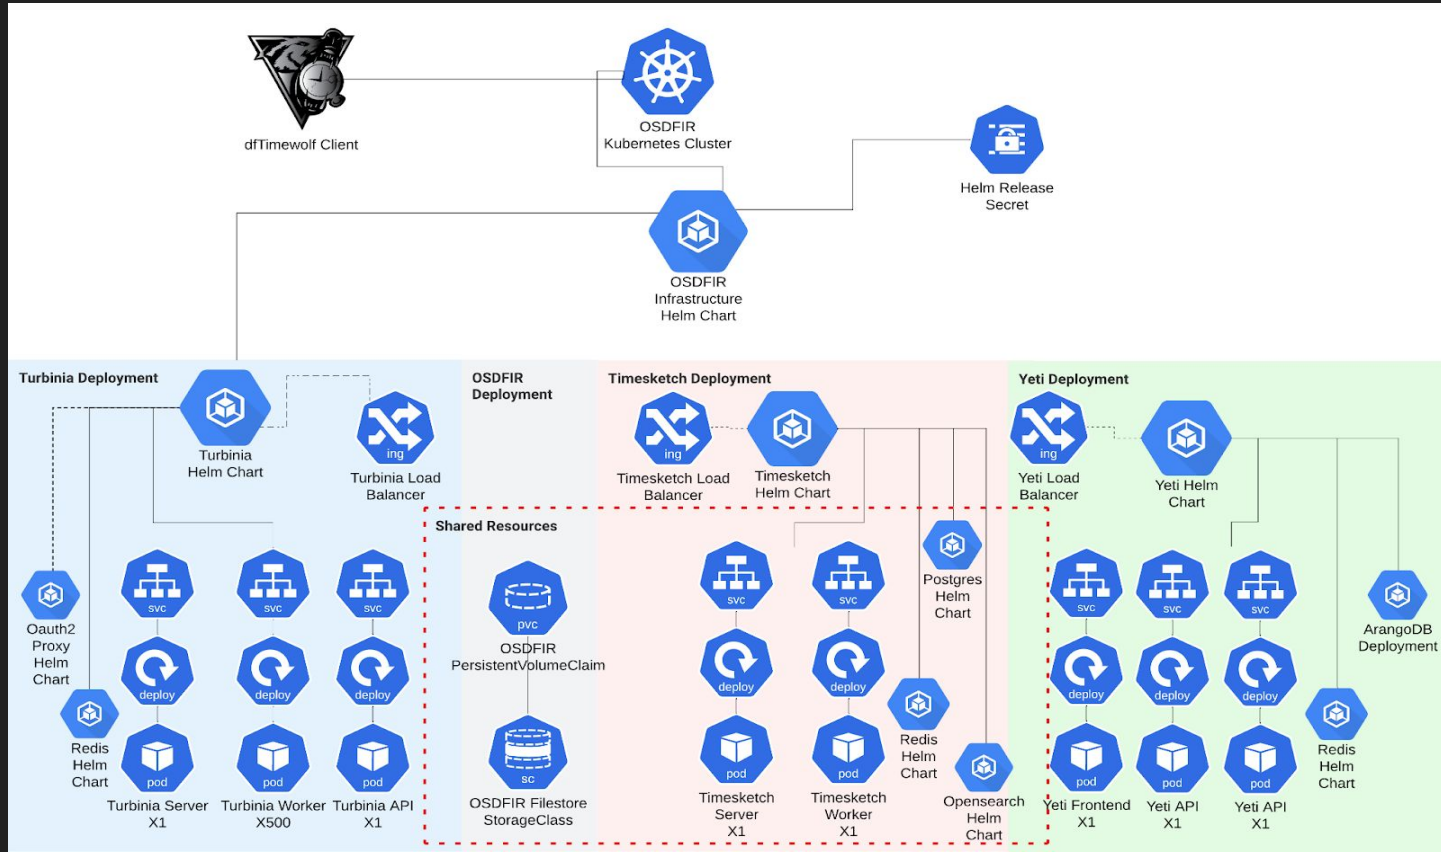 dfTimewolf Client
OSDFIR
Kubernetes Cluster
Helm Release
Secret
OSDFIR
Infrastructure
Helm Chart
Turbinia Deployment
Turbinia
Helm Chart
ing
Turbinia Load
Balancer
Oauth2
Proxy
Helm
Chart
Redis
Helm
Chart
svc
deploy
pod
Turbinia Server
X1
svc
deploy
pod
Turbinia Worker
X500
svc
deploy
pod
Turbinia API
X1
OSDFIR
Deployment
Shared Resources
pvc
OSDFIR
PersistentVolumeClaim
sc
OSDFIR Filestore
StorageClass
Timesketch Deployment
ing
Timesketch Load
Balancer
Timesketch
Helm Chart
svc
deploy
pod
Timesketch
Server
X1
svc
deploy
pod
Timesketch
Worker
X1
Postgres
Helm
Chart
Redis
Helm
Chart
Opensearch
Helm
Chart
Yeti Deployment
ing
Yeti Load
Balancer
Yeti Helm
Chart
svc
deploy
pod
Yeti Frontend
X1
svc
deploy
pod
Yeti API
X1
svc
deploy
pod
Yeti API
X1
Redis
Helm
Chart
ArangoDB
Deployment